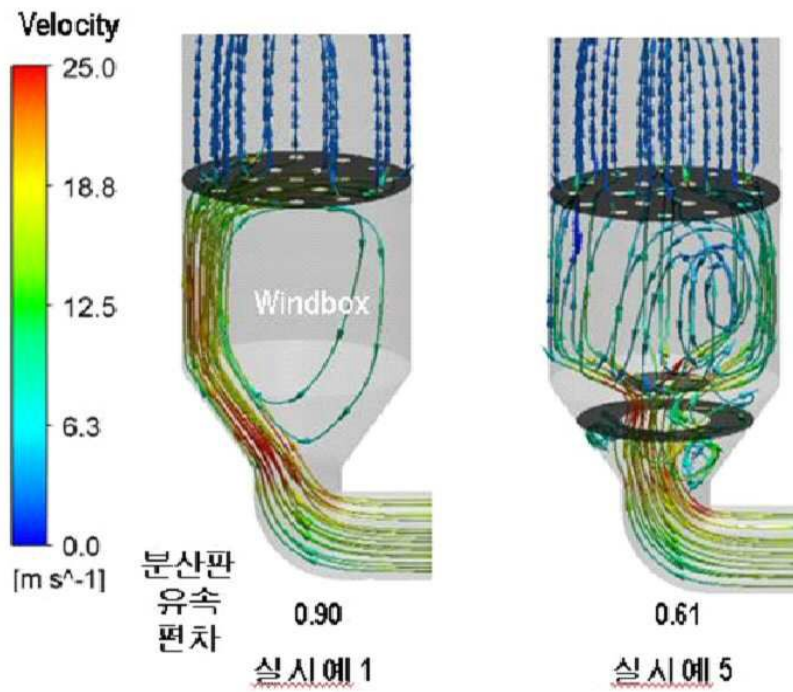 Velocity
25.0
18.8
12.5
6.3
0.0
[m s^-1]
Windbox
분산판
유속
편차
0.90
0.61
실시예 1
실시예 5